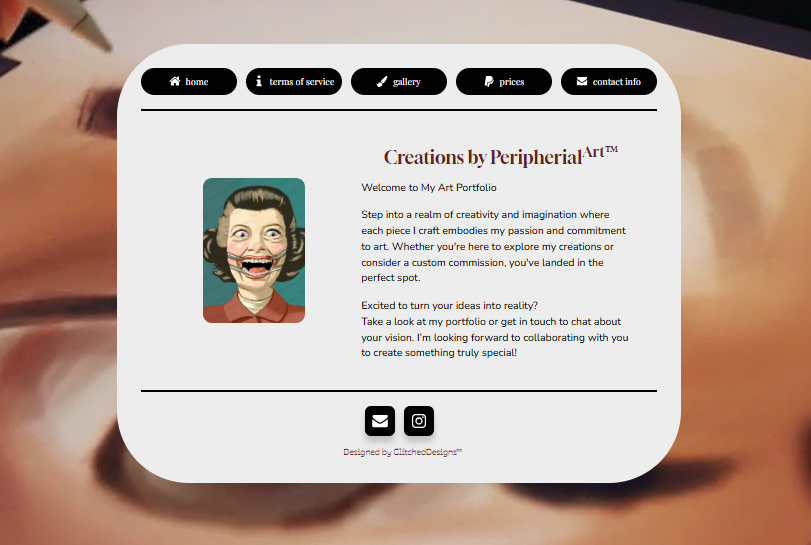 home
terms of service
gallery
prices
contact info
Creations by PeripherialArt™
Welcome to My Art Portfolio
Step into a realm of creativity and imagination where
each piece I craft embodies my passion and commitment
to art. Whether you're here to explore my creations or
consider a custom commission, you've landed in the
perfect spot.
Excited to turn your ideas into reality?
Take a look at my portfolio or get in touch to chat about
your vision. I'm looking forward to collaborating with you
to create something truly special!
Designed by GlitchedDesigns™